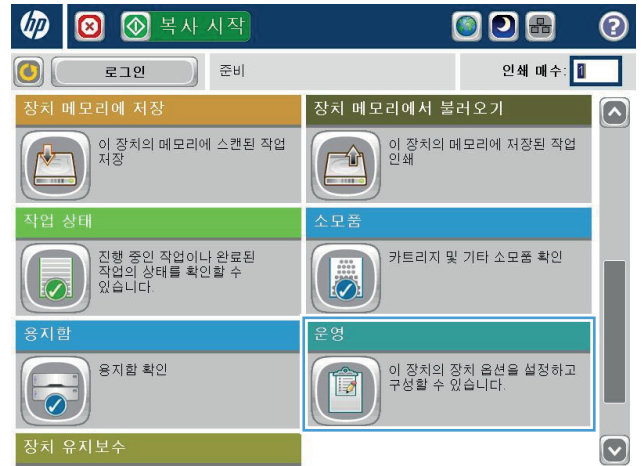 hp
복사 시작
?
로그인
준비
인쇄 매수: 1
장치 메모리에 저장
이 장치의 메모리에 스캔된 작업
저장
장치 메모리에서 불러오기
이 장치의 메모리에 저장된 작업
인쇄
작업 상태
진행 중인 작업이나 완료된
작업의 상태를 확인할 수
있습니다.
소모품
카트리지 및 기타 소모품 확인
용지함
용지함 확인
운영
이 장치의 장치 옵션을 설정하고
구성할 수 있습니다.
장치 유지보수